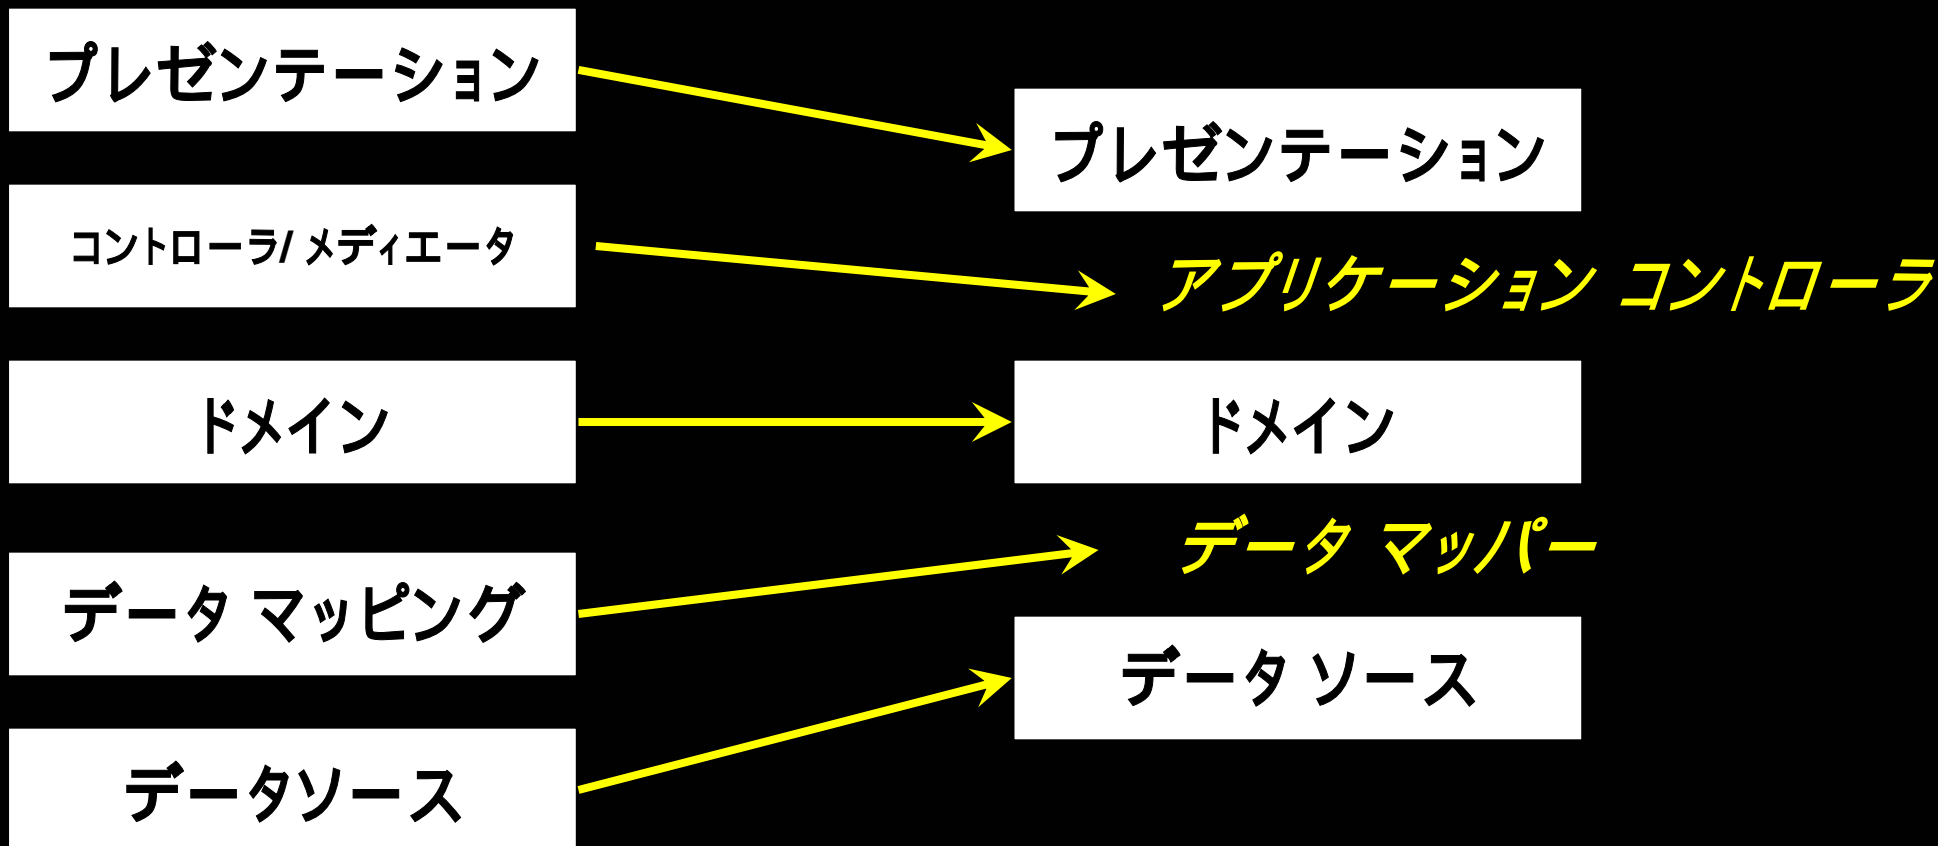 プレゼンテーション
コントローラ/ メディエータ
ドメイン
データ マッピング
データソース
プレゼンテーション
アプリケーション コントローラ
ドメイン
データ マッパー
データ ソース